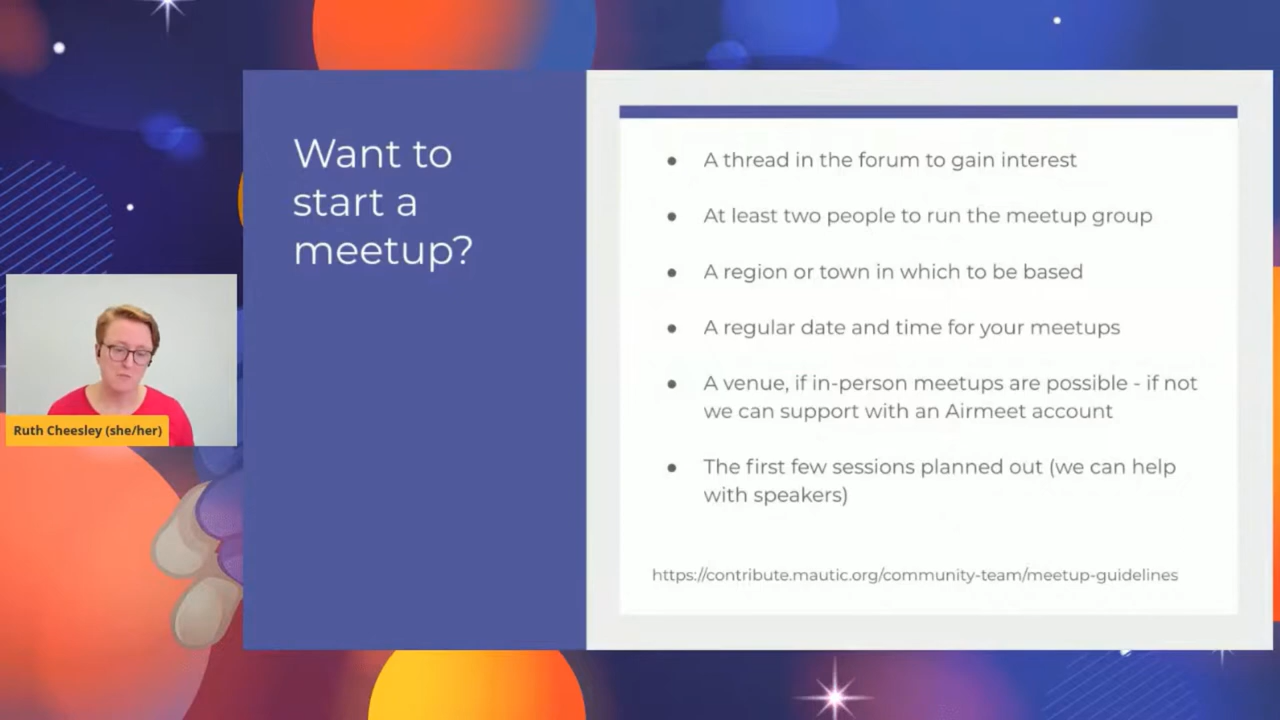 Want to
start a
meetup?
● A thread in the forum to gain interest
● At least two people to run the meetup group
● A region or town in which to be based
● A regular date and time for your meetups
● A venue, if in-person meetups are possible - if not
we can support with an Airmeet account
● The first few sessions planned out (we can help
with speakers)
https://contribute.mautic.org/community-team/meetup-guidelines
Ruth Cheesley (she/her)